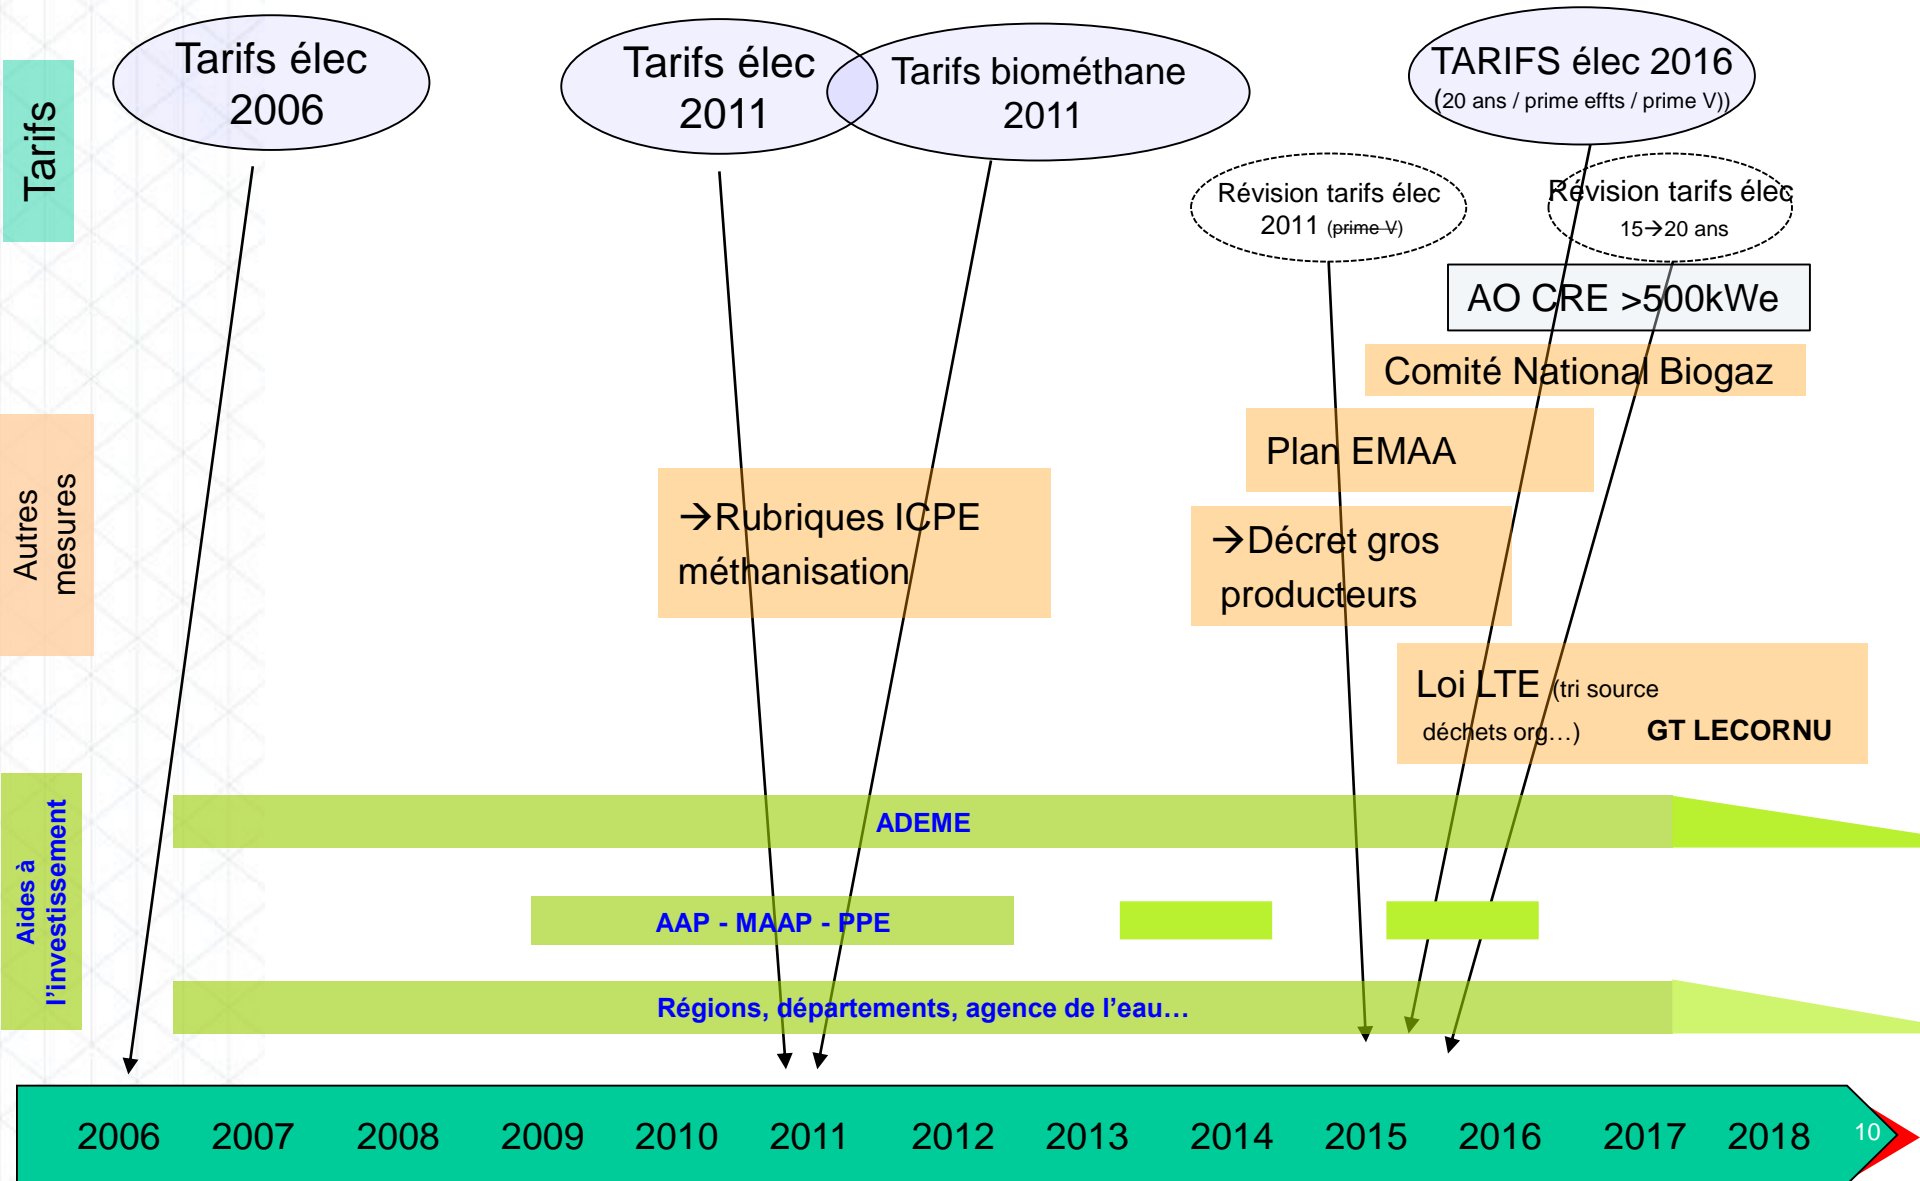 Tarifs
Tarifs élec
2006
Tarifs élec
2011
Tarifs biométhane
2011
TARIFS élec 2016
(20 ans / prime effts / prime V))
Révision tarifs élec
2011 (prime V)
Révision tarifs élec
15→20 ans
AO CRE >500kWe
Comité National Biogaz
Autres
mesures
Plan EMAA
→Rubriques ICPE
méthanisation
→Décret gros
producteurs
Loi LTE (tri source
déchets org…) GT LECORNU
Aides à
l’investissement
ADEME
AAP - MAAP - PPE
Régions, départements, agence de l’eau…
2006 2007 2008 2009 2010 2011 2012 2013 2014 2015 2016 2017 2018 10